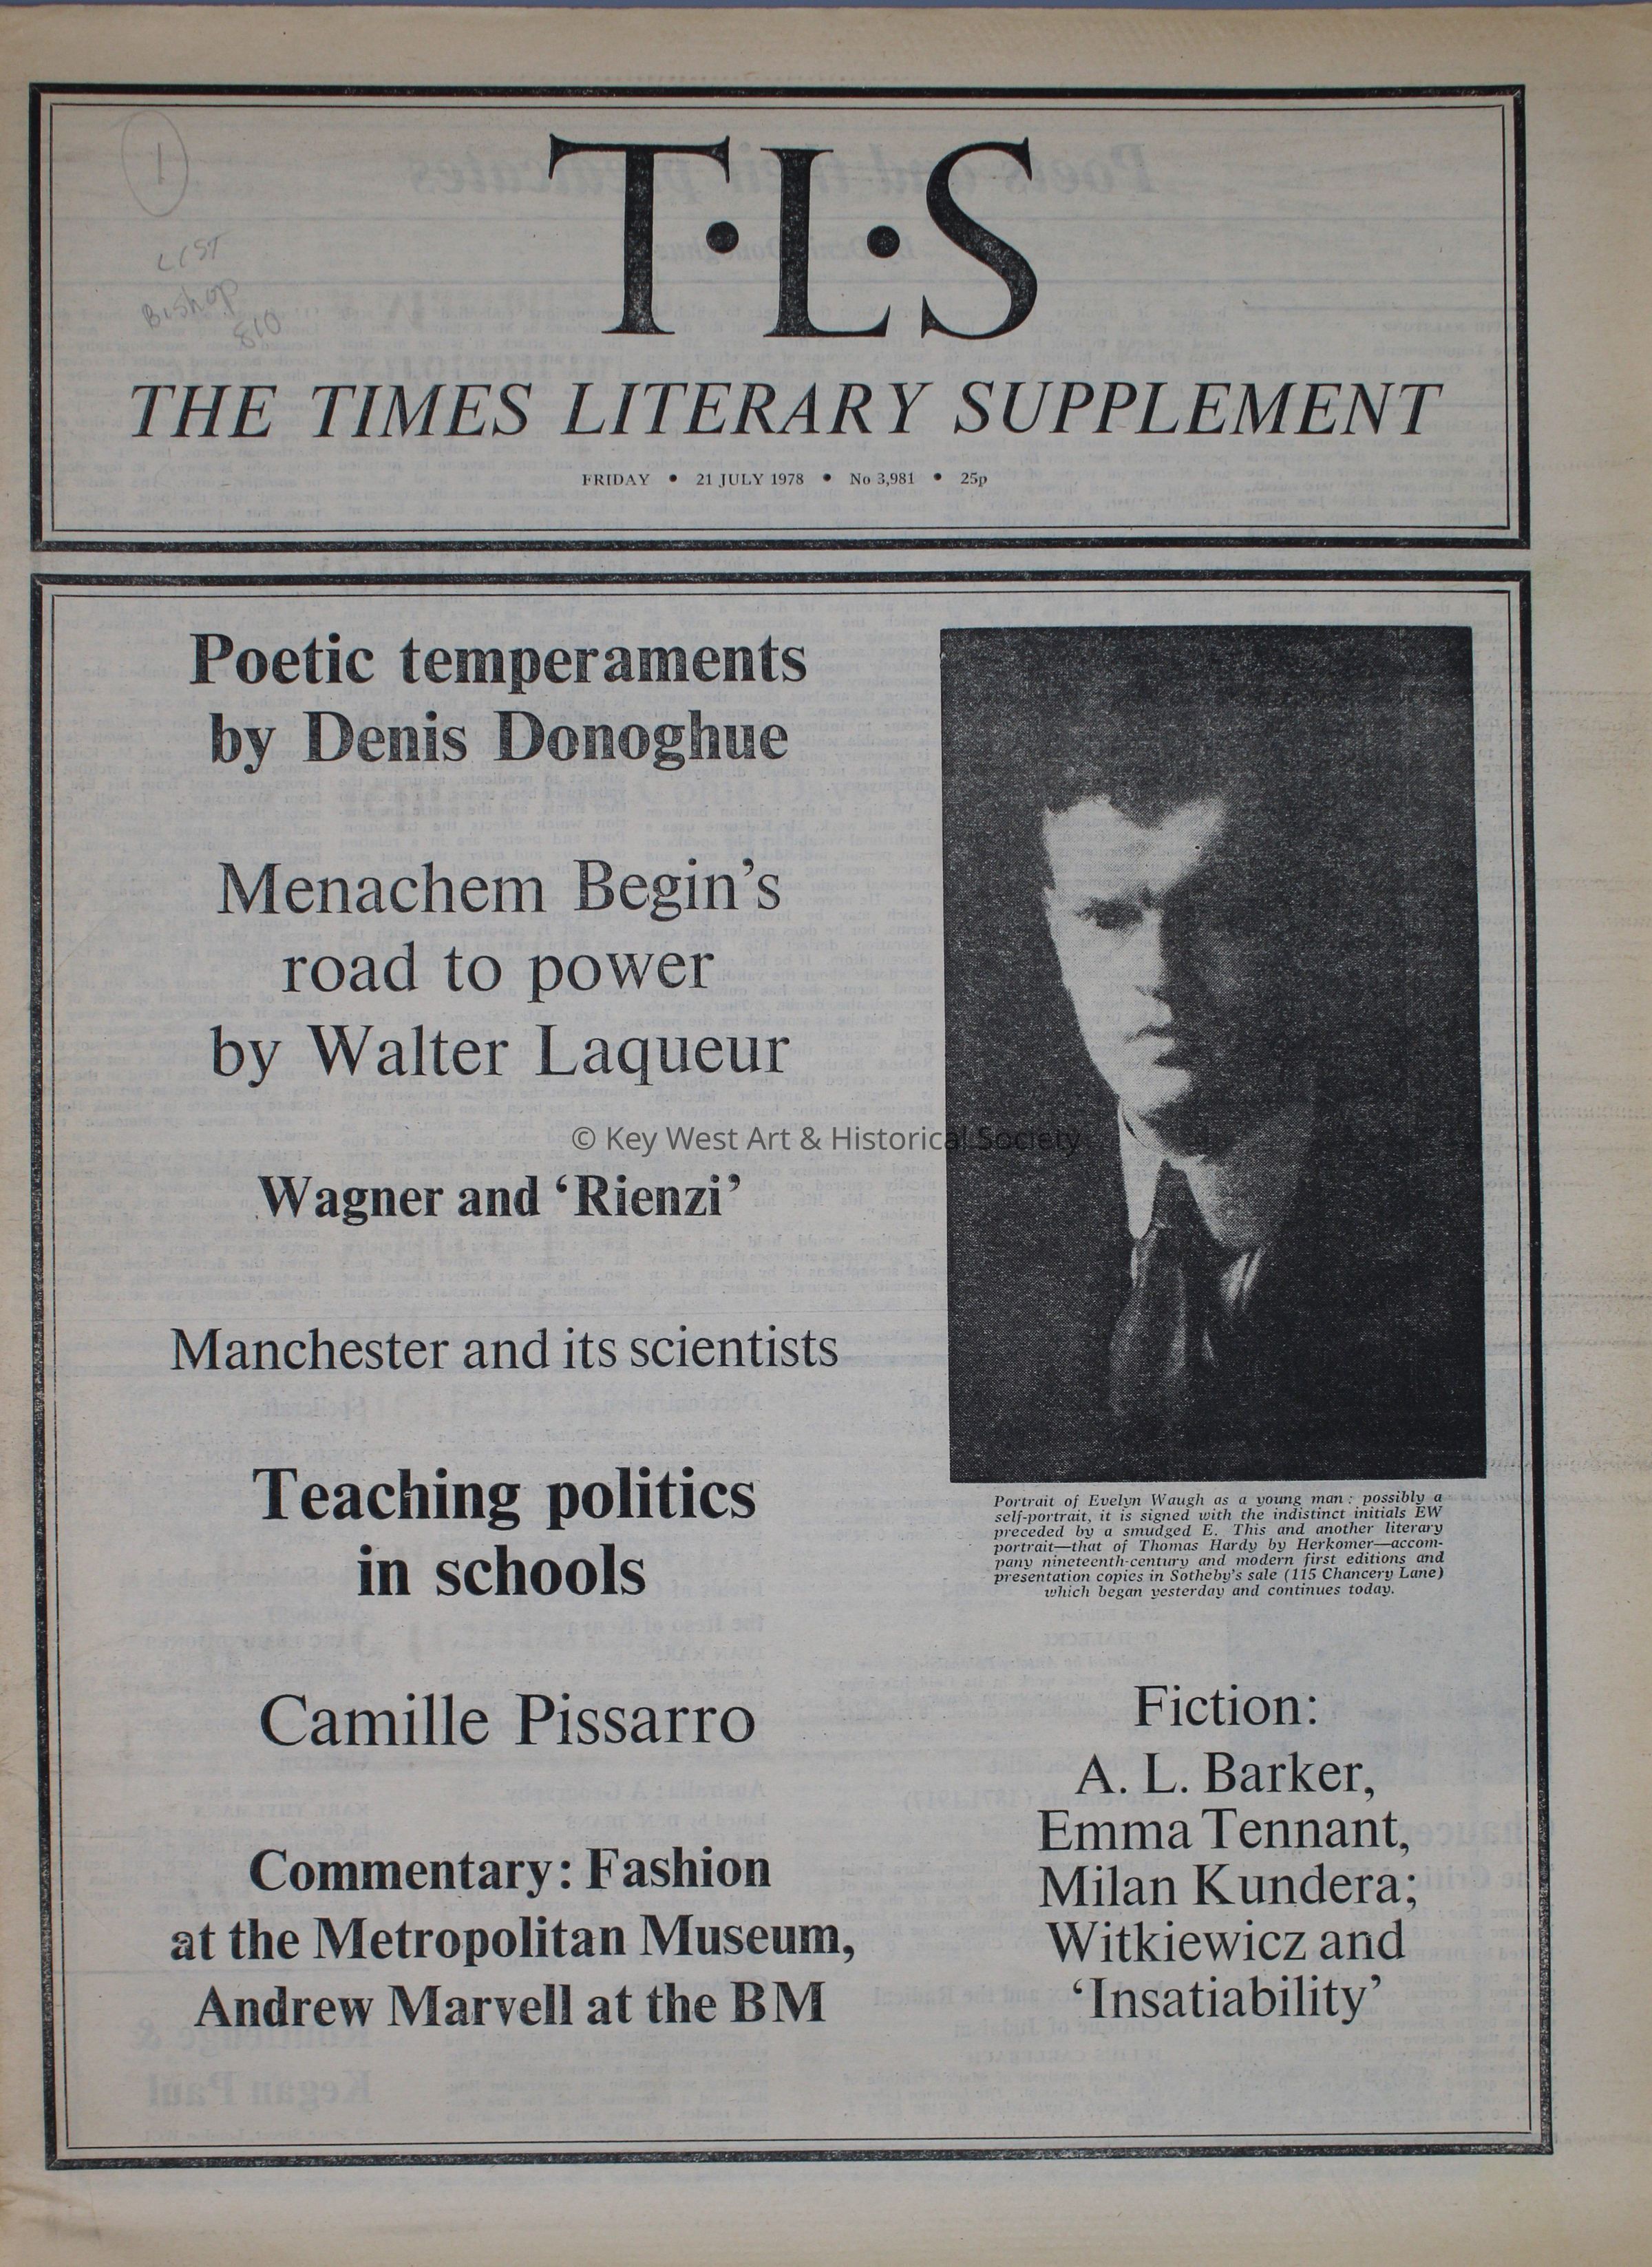 1
LIST
Bishop
810
T·L·S
THE TIMES LITERARY SUPPLEMENT
FRIDAY • 21 JULY 1978 • No 3,981 • 25p
Poetic temperaments
by Denis Donoghue
Menachem Begin's
road to power
by Walter Laqueur
© Key West Art & Historical Society
Wagner and ‘Rienzi’
Manchester and its scientists
Teaching politics
in schools
Camille Pissarro
Commentary: Fashion
at the Metropolitan Museum,
Andrew Marvell at the BM
Portrait of Evelyn Waugh as a young man: possibly a
self-portrait, it is signed with the indistinct initials EW
preceded by a smudged E. This and another literary
portrait—that of Thomas Hardy by Herkomer—accom-
pany nineteenth-century and modern first editions and
presentation copies in Sotheby's sale (115 Chancery Lane)
which began yesterday and continues today.
Fiction:
A. L. Barker,
Emma Tennant,
Milan Kundera;
Witkiewicz and
‘Insatiability’